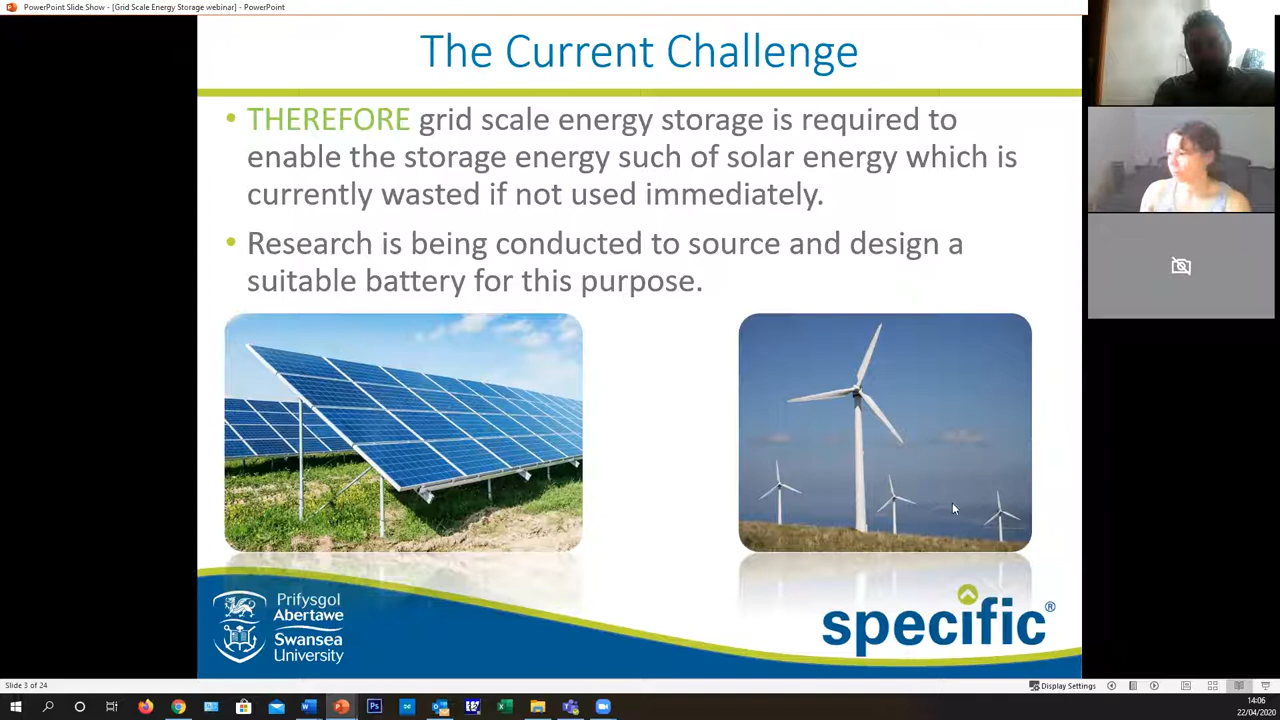 PowerPoint Slide Show - [Grid Scale Energy Storage webinar] - PowerPoint
The Current Challenge
• THEREFORE grid scale energy storage is required to
enable the storage energy such of solar energy which is
currently wasted if not used immediately.
• Research is being conducted to source and design a
suitable battery for this purpose.
Prifysgol
Abertawe
Swansea
University
specific®
Slide 3 of 24
Display Settings
14:06
22/04/2020